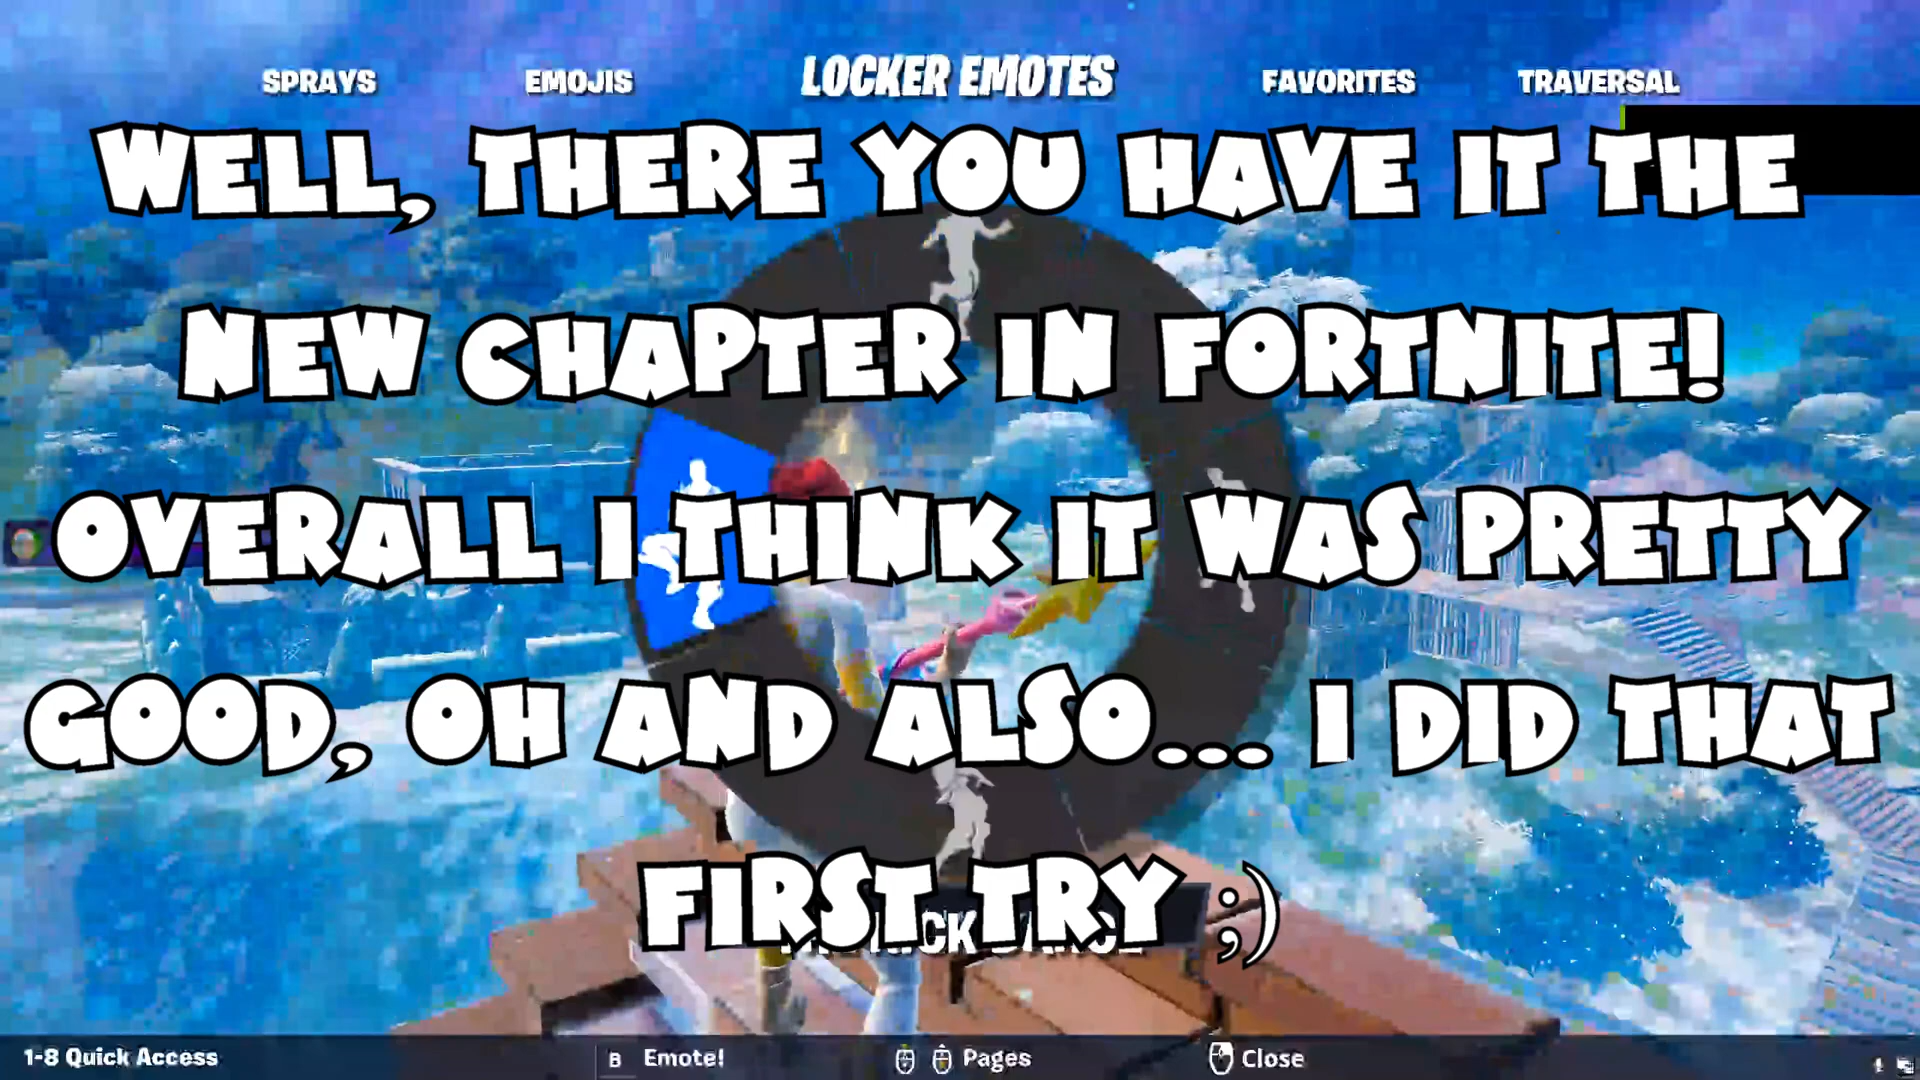 SPRAYS EMOJIS LOCKER EMOTES FAVORITES TRAVERSAL
WELL, THERE YOU HAVE IT THE
NEW CHAPTER IN FORTNITE!
OVERALL I THINK IT WAS PRETTY
GOOD, OH AND ALSO... I DID THAT
FIRST TRY ;)
1-8 Quick Access B Emote! Pages Close